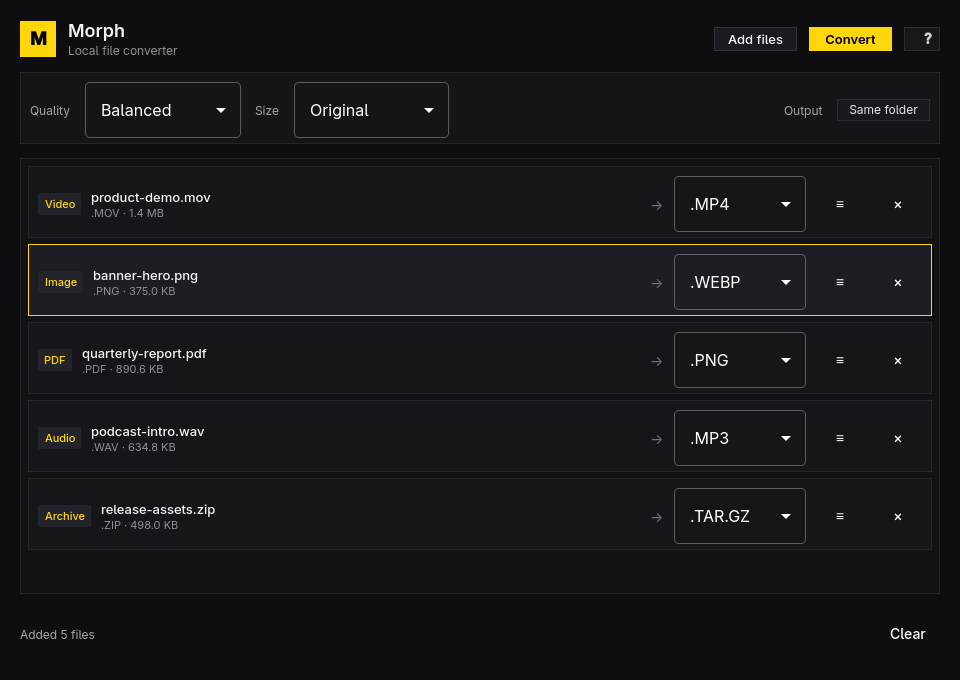 M
Morph
Local file converter
Add files
Convert
?
Quality
Balanced
Size
Original
Output
Same folder
Video
product-demo.mov
.MOV · 1.4 MB
→
.MP4
≡
×
Image
banner-hero.png
.PNG · 375.0 KB
→
.WEBP
≡
×
PDF
quarterly-report.pdf
.PDF · 890.6 KB
→
.PNG
≡
×
Audio
podcast-intro.wav
.WAV · 634.8 KB
→
.MP3
≡
×
Archive
release-assets.zip
.ZIP · 498.0 KB
→
.TAR.GZ
≡
×
Added 5 files
Clear